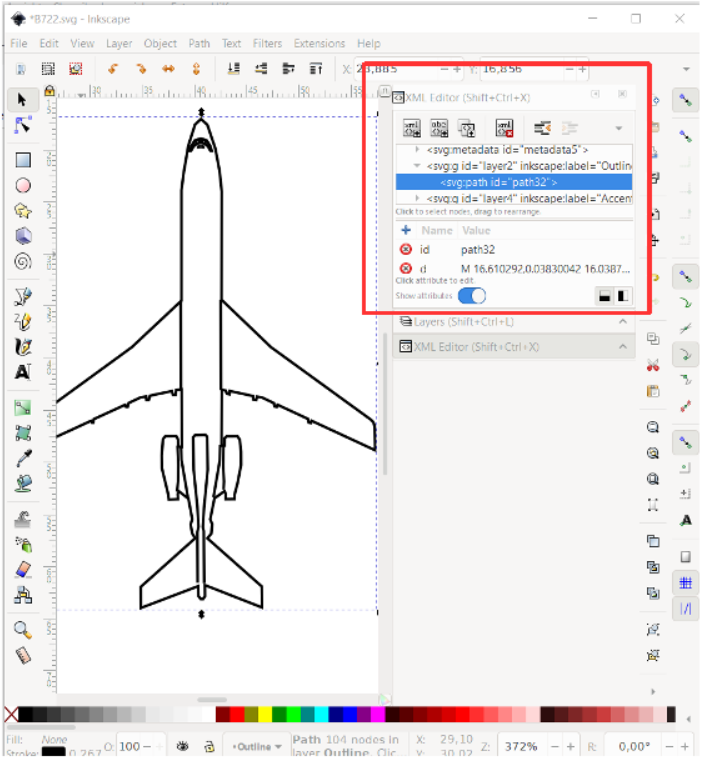 *B722.svg - Inkscape
File Edit View Layer Object Path Text Filters Extensions Help
X: 23,885 - + Y: 16,856 - +
XML Editor (Shift+Ctrl+X)
<svg:metadata id="metadata5">
<svg:g id="layer2" inkscape:label="Outlin
<svg:path id="path32">
<svg:g id="layer4" inkscape:label="Accen
Click to select nodes, drag to rearrange.
+ Name Value
id path32
d M 16.610292,0.03830042 16.0387...
Click attribute to edit.
Show attributes
Layers (Shift+Ctrl+L)
XML Editor (Shift+Ctrl+X)
Fill: None
Stroke: 0,267 O: 100 - +
Outline
Path 104 nodes in
layer Outline. Clic
X: 29,10
Y: 30,02
Z: 372% - + R: 0,00° - +